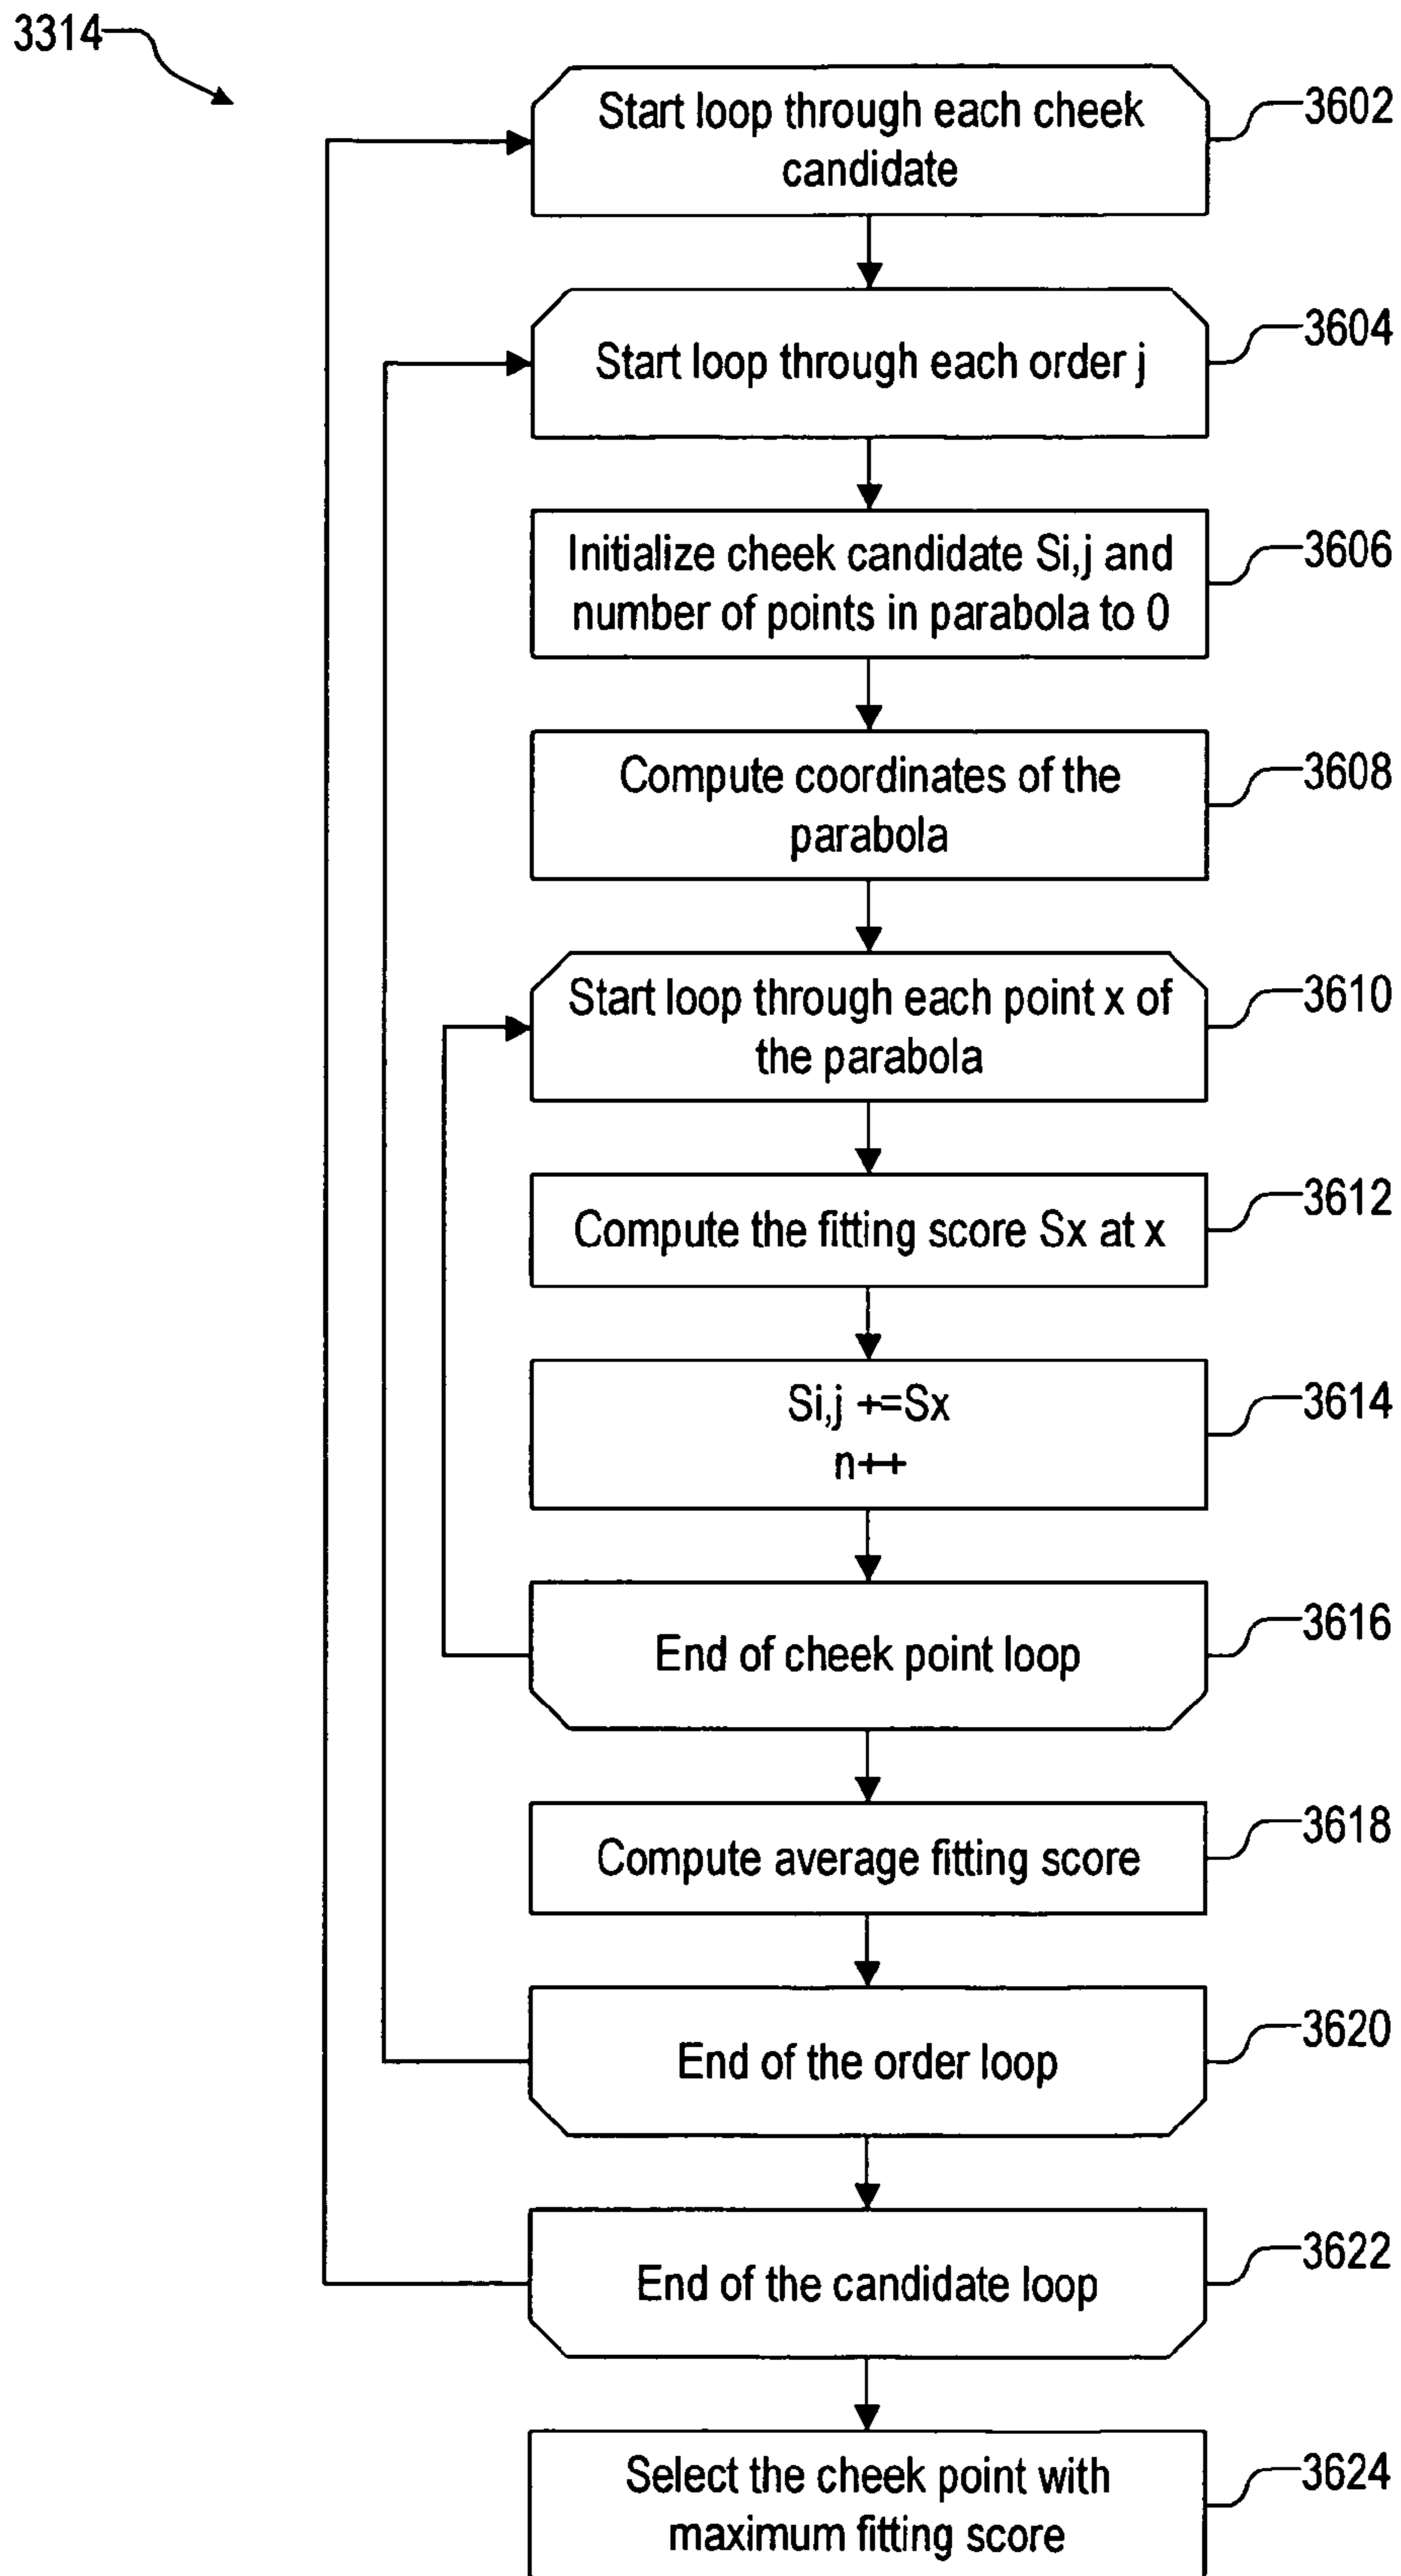 3314
Start loop through each cheek
candidate
3602
Start loop through each order j
3604
Initialize cheek candidate Si,j and
number of points in parabola to 0
3606
Compute coordinates of the
parabola
3608
Start loop through each point x of
the parabola
3610
Compute the fitting score Sx at x
3612
Si,j +=Sx
n++
3614
End of cheek point loop
3616
Compute average fitting score
3618
End of the order loop
3620
End of the candidate loop
3622
Select the cheek point with
maximum fitting score
3624